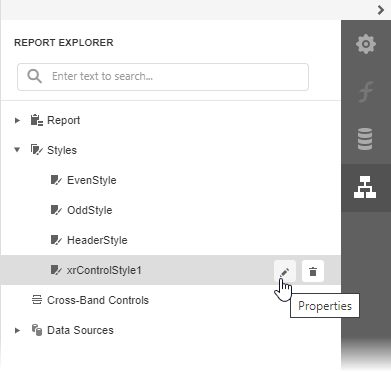 REPORT EXPLORER
Enter text to search...
Report
Styles
EvenStyle
OddStyle
HeaderStyle
xrControlStyle1
Cross-Band Controls
Properties
Data Sources